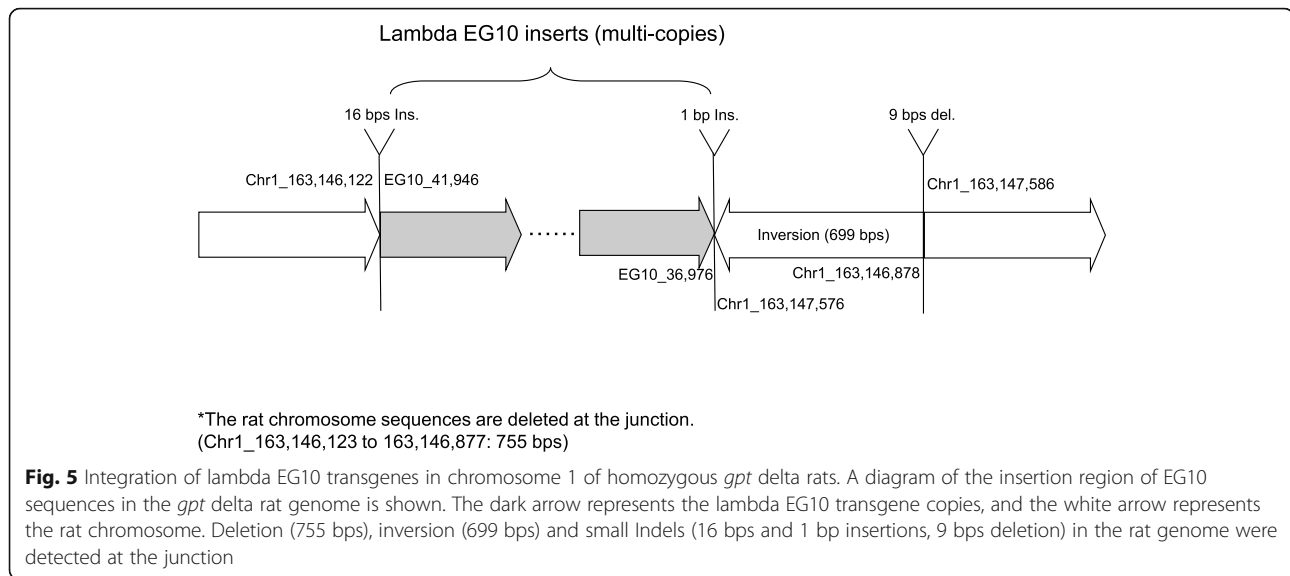 Lambda EG10 inserts (multi-copies)
16 bps Ins.
1 bp Ins.
9 bps del.
Chr1_163,146,122
EG10_41,946
Chr1_163,147,586
Inversion (699 bps)
EG10_36,976
Chr1_163,146,878
Chr1_163,147,576
*The rat chromosome sequences are deleted at the junction.
(Chr1_163,146,123 to 163,146,877: 755 bps)
Fig. 5 Integration of lambda EG10 transgenes in chromosome 1 of homozygous gpt delta rats. A diagram of the insertion region of EG10
sequences in the gpt delta rat genome is shown. The dark arrow represents the lambda EG10 transgene copies, and the white arrow represents
the rat chromosome. Deletion (755 bps), inversion (699 bps) and small Indels (16 bps and 1 bp insertions, 9 bps deletion) in the rat genome were
detected at the junction